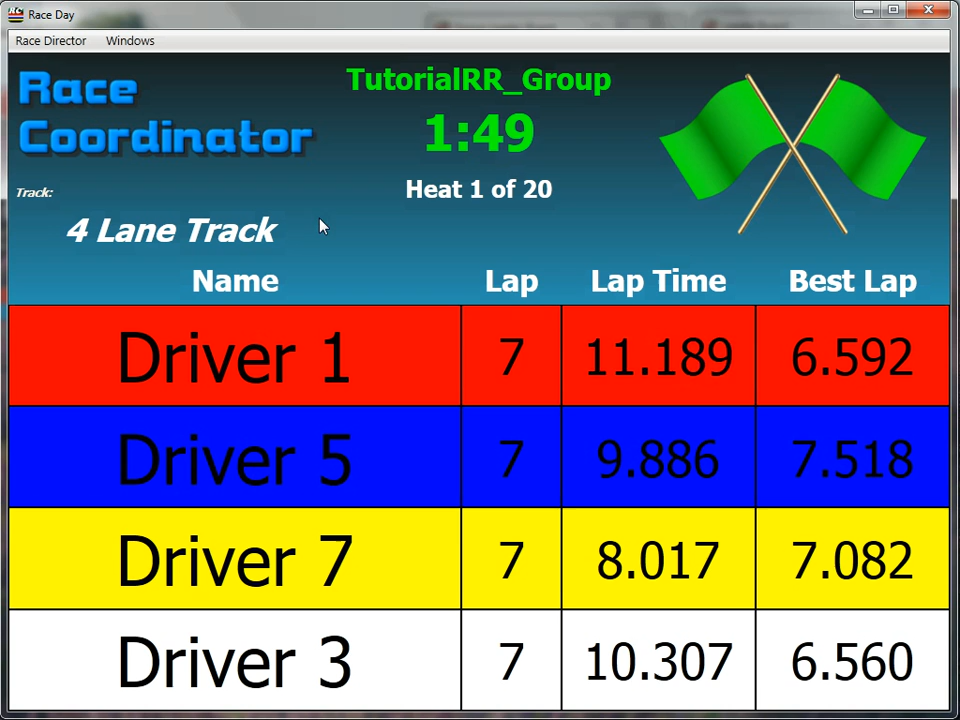 RC Race Day
Race Director Windows
Race
Coordinator
TutorialRR_Group
1:49
Heat 1 of 20
Track:
4 Lane Track
Name Lap Lap Time Best Lap
Driver 1 7 11.189 6.592
Driver 5 7 9.886 7.518
Driver 7 7 8.017 7.082
Driver 3 7 10.307 6.560